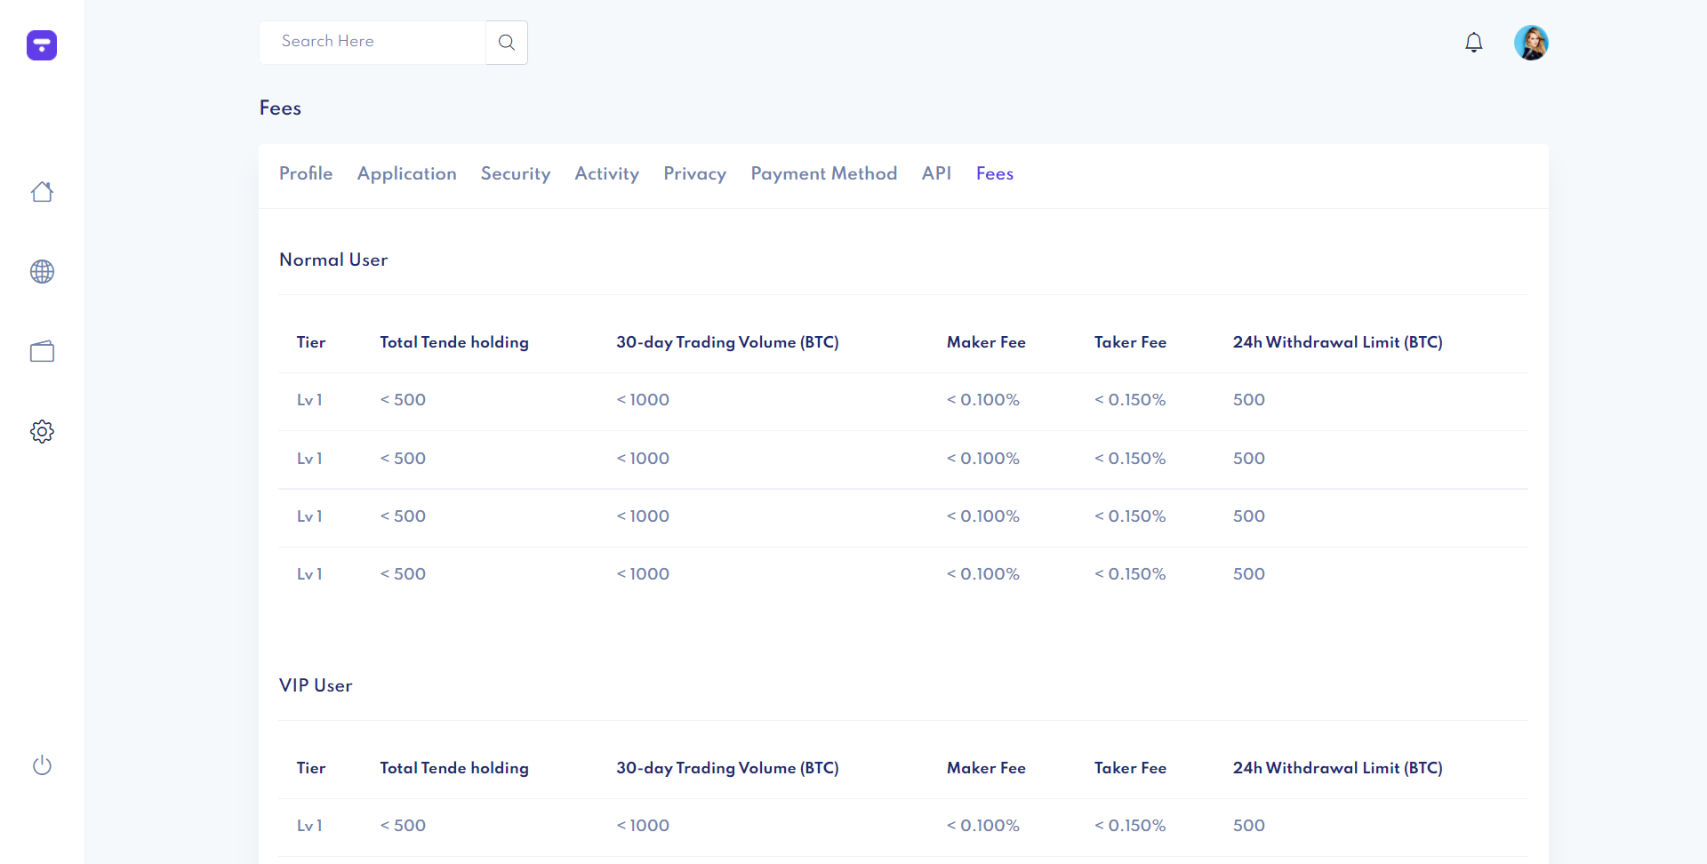 Search Here
Fees
Profile Application Security Activity Privacy Payment Method API Fees
Normal User
Tier Total Tende holding 30-day Trading Volume (BTC) Maker Fee Taker Fee 24h Withdrawal Limit (BTC)
Lv 1 < 500 < 1000 < 0.100% < 0.150% 500
Lv 1 < 500 < 1000 < 0.100% < 0.150% 500
Lv 1 < 500 < 1000 < 0.100% < 0.150% 500
Lv 1 < 500 < 1000 < 0.100% < 0.150% 500
VIP User
Tier Total Tende holding 30-day Trading Volume (BTC) Maker Fee Taker Fee 24h Withdrawal Limit (BTC)
Lv 1 < 500 < 1000 < 0.100% < 0.150% 500